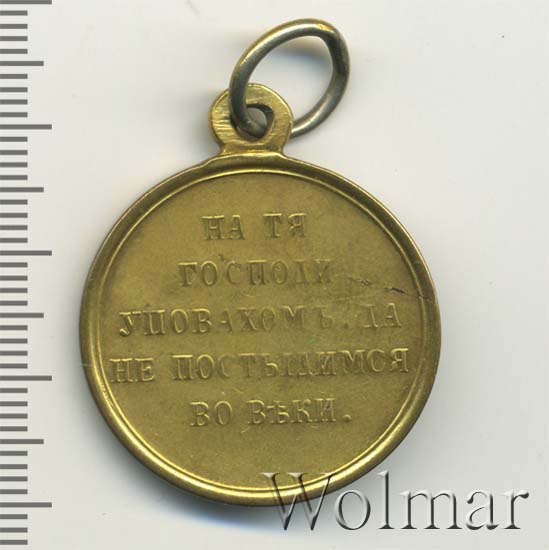 НА ТЯ
ГОСПОДИ
УПОВАХОМЪ. ДА
НЕ ПОСТЫДИМСЯ
ВО ВѢКИ.
Wolmar